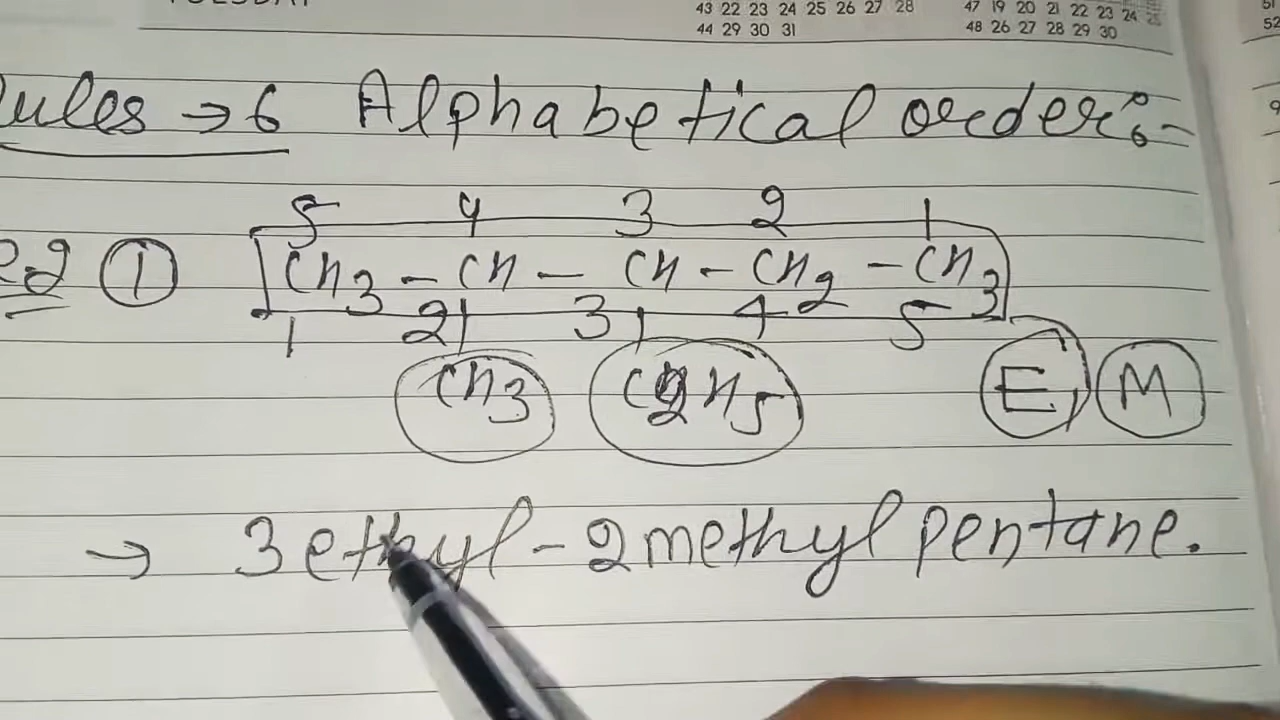 43 22 23 24 25 26 27 28 47 19 20 21 22 23 24 25
44 29 30 31 48 26 27 28 29 30
ules → 6 Alphabetical order:-
5 4 3 2 1
① CH3 - CH - CH - CH2 - CH3
1 2 3 4 5
CH3 C2H5 E, M
→ 3 ethyl - 2 methyl pentane.